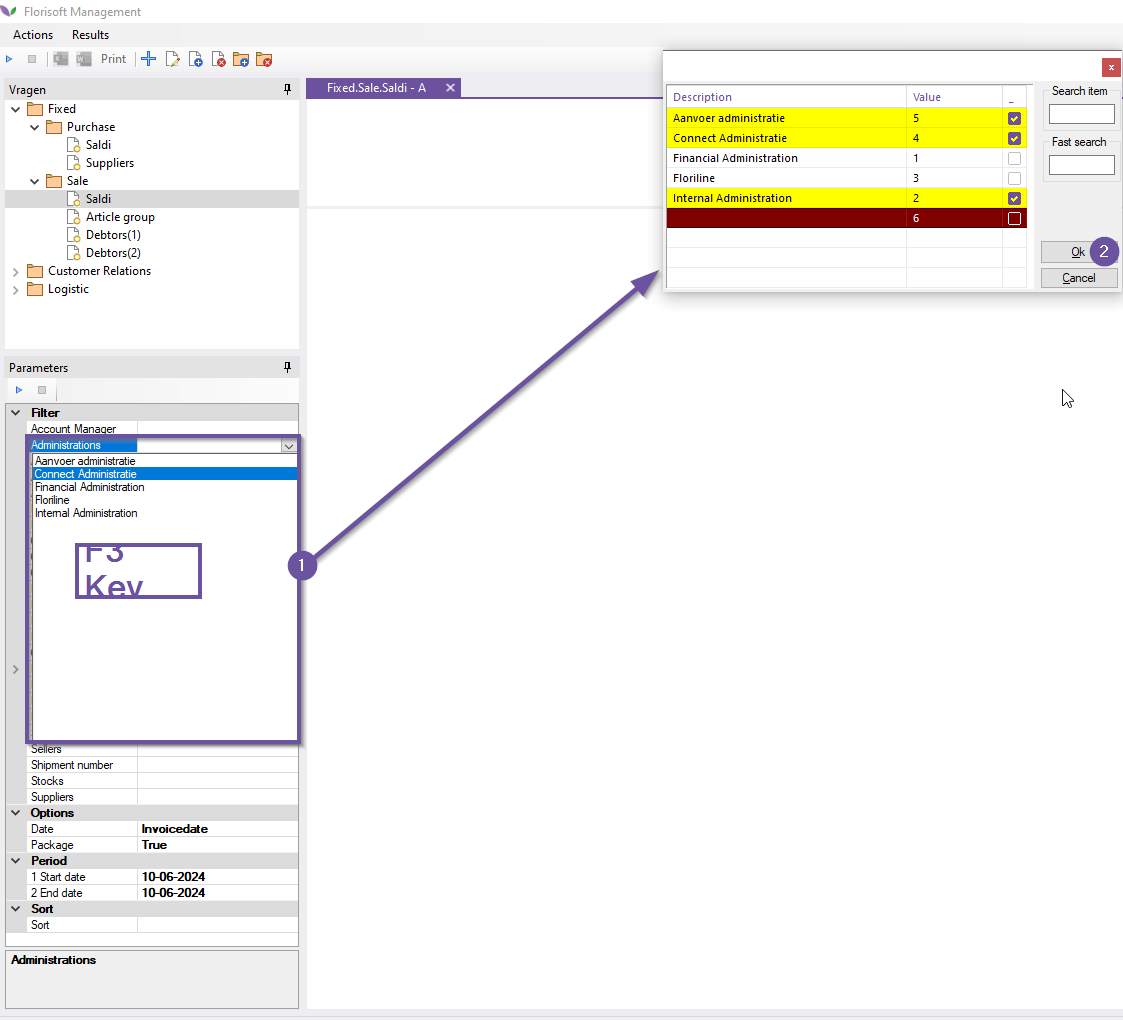 Florisoft Management
Actions Results
Print
Vragen
Fixed
Purchase
Saldi
Suppliers
Sale
Saldi
Article group
Debtors(1)
Debtors(2)
Customer Relations
Logistic
Fixed.Sale.Saldi - A
Description Value _
Aanvoer administratie 5
Connect Administratie 4
Financial Administration 1
Floriline 3
Internal Administration 2
6
Search item
Fast search
Ok 2
Cancel
Parameters
Filter
Account Manager
Administrations
Aanvoer administratie
Connect Administratie
Financial Administration
Floriline
Internal Administration
F3
Key
1
Sellers
Shipment number
Stocks
Suppliers
Options
Date Invoicedate
Package True
Period
1 Start date 10-06-2024
2 End date 10-06-2024
Sort
Sort
Administrations